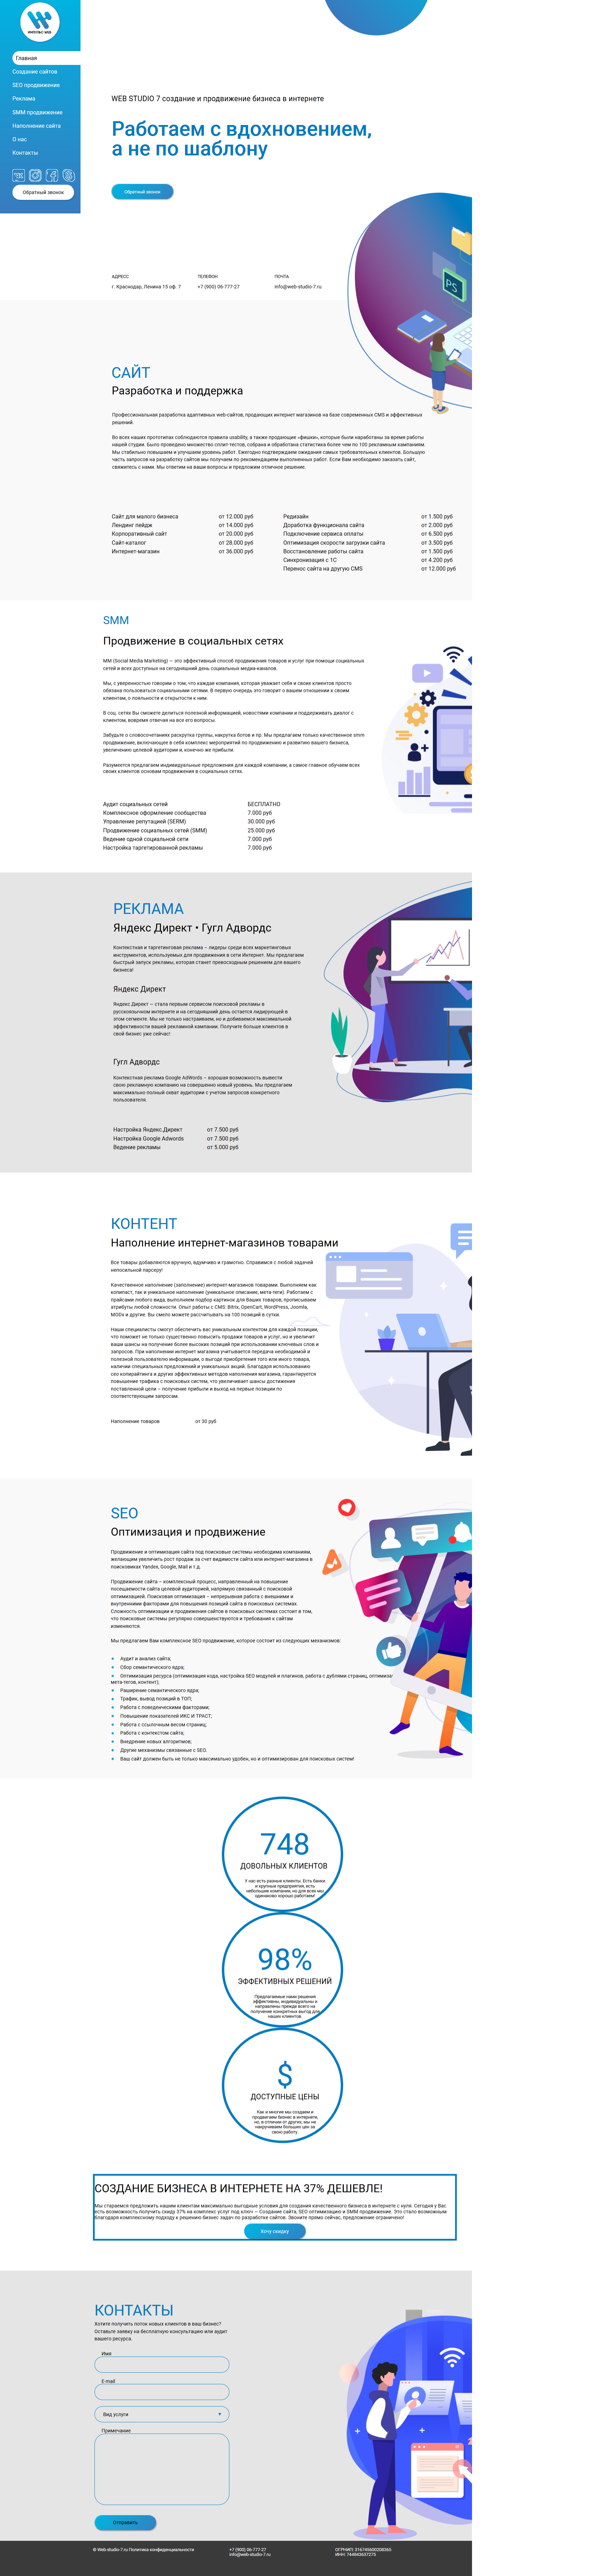 ИМПУЛЬС WEB
Главная
Создание сайтов
SEO продвижение
Реклама
SMM продвижение
Наполнение сайта
О нас
Контакты
Обратный звонок
WEB STUDIO 7 создание и продвижение бизнеса в интернете
Работаем с вдохновением,
а не по шаблону
Обратный звонок
АДРЕСС
ТЕЛЕФОН
ПОЧТА
г. Краснодар, Ленина 15 оф. 7
+7 (900) 06-777-27
info@web-studio-7.ru
PS
САЙТ
Разработка и поддержка
Профессиональная разработка адаптивных web-сайтов, продающих интернет магазинов на базе современных CMS и эффективных
решений.
Во всех наших прототипах соблюдаются правила usability, а также продающие «фишки», которые были наработаны за время работы
нашей студии. Было проведено множество сплит-тестов, собрана и обработана статистика более чем по 100 рекламным кампаниям.
Мы стабильно повышаем и улучшаем уровень работ. Ежегодно подтверждаем ожидания самых требовательных клиентов. Большую
часть запросов на разработку сайтов мы получаем по рекомендациям выполненных работ. Если Вам необходимо заказать сайт,
свяжитесь с нами. Мы ответим на ваши вопросы и предложим отличное решение.
Сайт для малого бизнеса от 12.000 руб
Лендинг пейдж от 14.000 руб
Корпоративный сайт от 20.000 руб
Сайт-каталог от 28.000 руб
Интернет-магазин от 36.000 руб
Редизайн от 1.500 руб
Доработка функционала сайта от 2.000 руб
Подключение сервиса оплаты от 6.500 руб
Оптимизация скорости загрузки сайта от 3.500 руб
Восстановление работы сайта от 1.500 руб
Синхронизация с 1С от 4.200 руб
Перенос сайта на другую CMS от 12.000 руб
SMM
Продвижение в социальных сетях
ММ (Social Media Marketing) — это эффективный способ продвижения товаров и услуг при помощи социальных
сетей и всех доступных на сегодняшний день социальных медиа-каналов.
Мы, с уверенностью говорим о том, что каждая компания, которая уважает себя и своих клиентов просто
обязана пользоваться социальными сетями. В первую очередь это говорит о вашем отношении к своим
клиентам, о лояльности и открытости к ним.
В соц. сетях Вы сможете делиться полезной информацией, новостями компании и поддерживать диалог с
клиентом, вовремя отвечая на все его вопросы.
Забудьте о словосочетаниях раскрутка группы, накрутка ботов и пр. Мы предлагаем только качественное smm
продвижение, включающее в себя комплекс мероприятий по продвижению и развитию вашего бизнеса,
увеличению целевой аудитории и, конечно же прибыли.
Разумеется предлагаем индивидуальные предложения для каждой компании, а самое главное обучаем всех
своих клиентов основам продвижения в социальных сетях.
Аудит социальных сетей БЕСПЛАТНО
Комплексное оформление сообщества 7.000 руб
Управление репутацией (SERM) 30.000 руб
Продвижение социальных сетей (SMM) 25.000 руб
Ведение одной социальной сети 7.000 руб
Настройка таргетированной рекламы 7.000 руб
РЕКЛАМА
Яндекс Директ • Гугл Адвордс
Контекстная и таргетинговая реклама – лидеры среди всех маркетинговых
инструментов, используемых для продвижения в сети Интернет. Мы предлагаем
быстрый запуск рекламы, которая станет превосходным решением для вашего
бизнеса!
Яндекс Директ
Яндекс Директ — стала первым сервисом поисковой рекламы в
русскоязычном интернете и на сегодняшний день остается лидирующей в
этом сегменте. Мы не только настраиваем, но и добиваемся максимальной
эффективности вашей рекламной кампании. Получите больше клиентов в
свой бизнес уже сейчас!
Гугл Адвордс
Контекстная реклама Google AdWords – хорошая возможность вывести
свою рекламную компанию на совершенно новый уровень. Мы предлагаем
максимально полный охват аудитории с учетом запросов конкретного
пользователя.
Настройка Яндекс.Директ от 7.500 руб
Настройка Google Adwords от 7.500 руб
Ведение рекламы от 5.000 руб
КОНТЕНТ
Наполнение интернет-магазинов товарами
Все товары добавляются вручную, вдумчиво и грамотно. Справимся с любой задачей
непосильной парсеру!
Качественное наполнение (заполнение) интернет-магазинов товарами. Выполняем как
копипаст, так и уникальное наполнение (уникальное описание, мета теги). Работаем с
прайсами любого вида, выполняем подбор картинок для Ваших товаров, прописываем
атрибуты любой сложности. Опыт работы с CMS: Bitrix, OpenCart, WordPress, Joomla,
MODx и другие. Вы смело можете рассчитывать на 100 позиций в сутки.
Наши специалисты смогут обеспечить вас уникальным контентом для каждой позиции,
что поможет не только существенно повысить продажи товаров и услуг, но и увеличит
ваши шансы на получение более высоких позиций при использовании ключевых слов и
запросов. При наполнении интернет магазина учитывается передача необходимой и
полезной пользователю информации, о выгоде приобретения того или иного товара,
наличии специальных предложений и уникальных акций. Благодаря использованию
сео копирайтинга и других эффективных методов наполнения магазина, гарантируется
повышение трафика с поисковых систем, что увеличивает шансы достижения
поставленной цели – получение прибыли и выход на первые позиции по
соответствующим запросам.
Наполнение товаров от 30 руб
SEO
Оптимизация и продвижение
Продвижение и оптимизация сайта под поисковые системы необходима компаниям,
желающим увеличить рост продаж за счет видимости сайта или интернет-магазина в
поисковиках Yandex, Google, Mail и т.д.
Продвижение сайта – комплексный процесс, направленный на повышение
посещаемости сайта целевой аудиторией, напрямую связанный с поисковой
оптимизацией. Поисковая оптимизация – непрерывная работа с внешними и
внутренними факторами для повышения позиций сайта в поисковых системах.
Сложность оптимизации и продвижения сайтов в поисковых системах состоит в том,
что поисковые системы регулярно совершенствуются и требования к сайтам
изменяются.
Мы предлагаем Вам комплексное SEO продвижение, которое состоит из следующих механизмов:
Аудит и анализ сайта;
Сбор семантического ядра;
Оптимизация ресурса (оптимизация кода, настройка SEO модулей и плагинов, работа с дублями страниц, оптимизация
мета-тегов, контент);
Раширение семантического ядра;
Трафик, вывод позиций в ТОП;
Работа с поведенческими факторами;
Повышение показателей ИКС И ТРАСТ;
Работа с ссылочным весом страниц;
Работа с контекстом сайта;
Внедрение новых алгоритмов;
Другие механизмы связанные с SEO.
Ваш сайт должен быть не только максимально удобен, но и оптимизирован для поисковых систем!
748
ДОВОЛЬНЫХ КЛИЕНТОВ
У нас есть разные клиенты. Есть банки
и крупные предприятия, есть
небольшие компании, но для всех мы
одинаково хорошо работаем!
98%
ЭФФЕКТИВНЫХ РЕШЕНИЙ
Предлагаемые нами решения
эффективны, индивидуальны и
направлены прежде всего на
получение конкретных выгод для
наших клиентов.
$
ДОСТУПНЫЕ ЦЕНЫ
Как и многие мы создаем и
продвигаем бизнес в интернете,
но, в отличии от других, мы не
накручиваем больших цен за
свою работу.
СОЗДАНИЕ БИЗНЕСА В ИНТЕРНЕТЕ НА 37% ДЕШЕВЛЕ!
Мы стараемся предложить нашим клиентам максимально выгодные условия для создания качественного бизнеса в интернете с нуля. Сегодня у Вас
есть возможность получить скидку 37% на комплекс услуг под ключ — Создание сайта, SEO оптимизацию и SMM продвижение. Это стало возможным
благодаря комплексному подходу к решению бизнес задач по разработке сайтов. Звоните прямо сейчас, предложение ограничено!
Хочу скидку
КОНТАКТЫ
Хотите получить поток новых клиентов в ваш бизнес?
Оставьте заявку на бесплатную консультацию или аудит
вашего ресурса.
Имя
E-mail
Вид услуги
Примечание
Отправить
© Web-studio-7.ru Политика конфиденциальности
+7 (900) 06-777-27
info@web-studio-7.ru
ОГРНИП: 316745600208365
ИНН: 744843637276